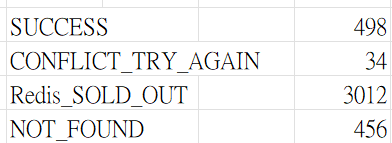 SUCCESS 498
CONFLICT_TRY_AGAIN 34
Redis_SOLD_OUT 3012
NOT_FOUND 456